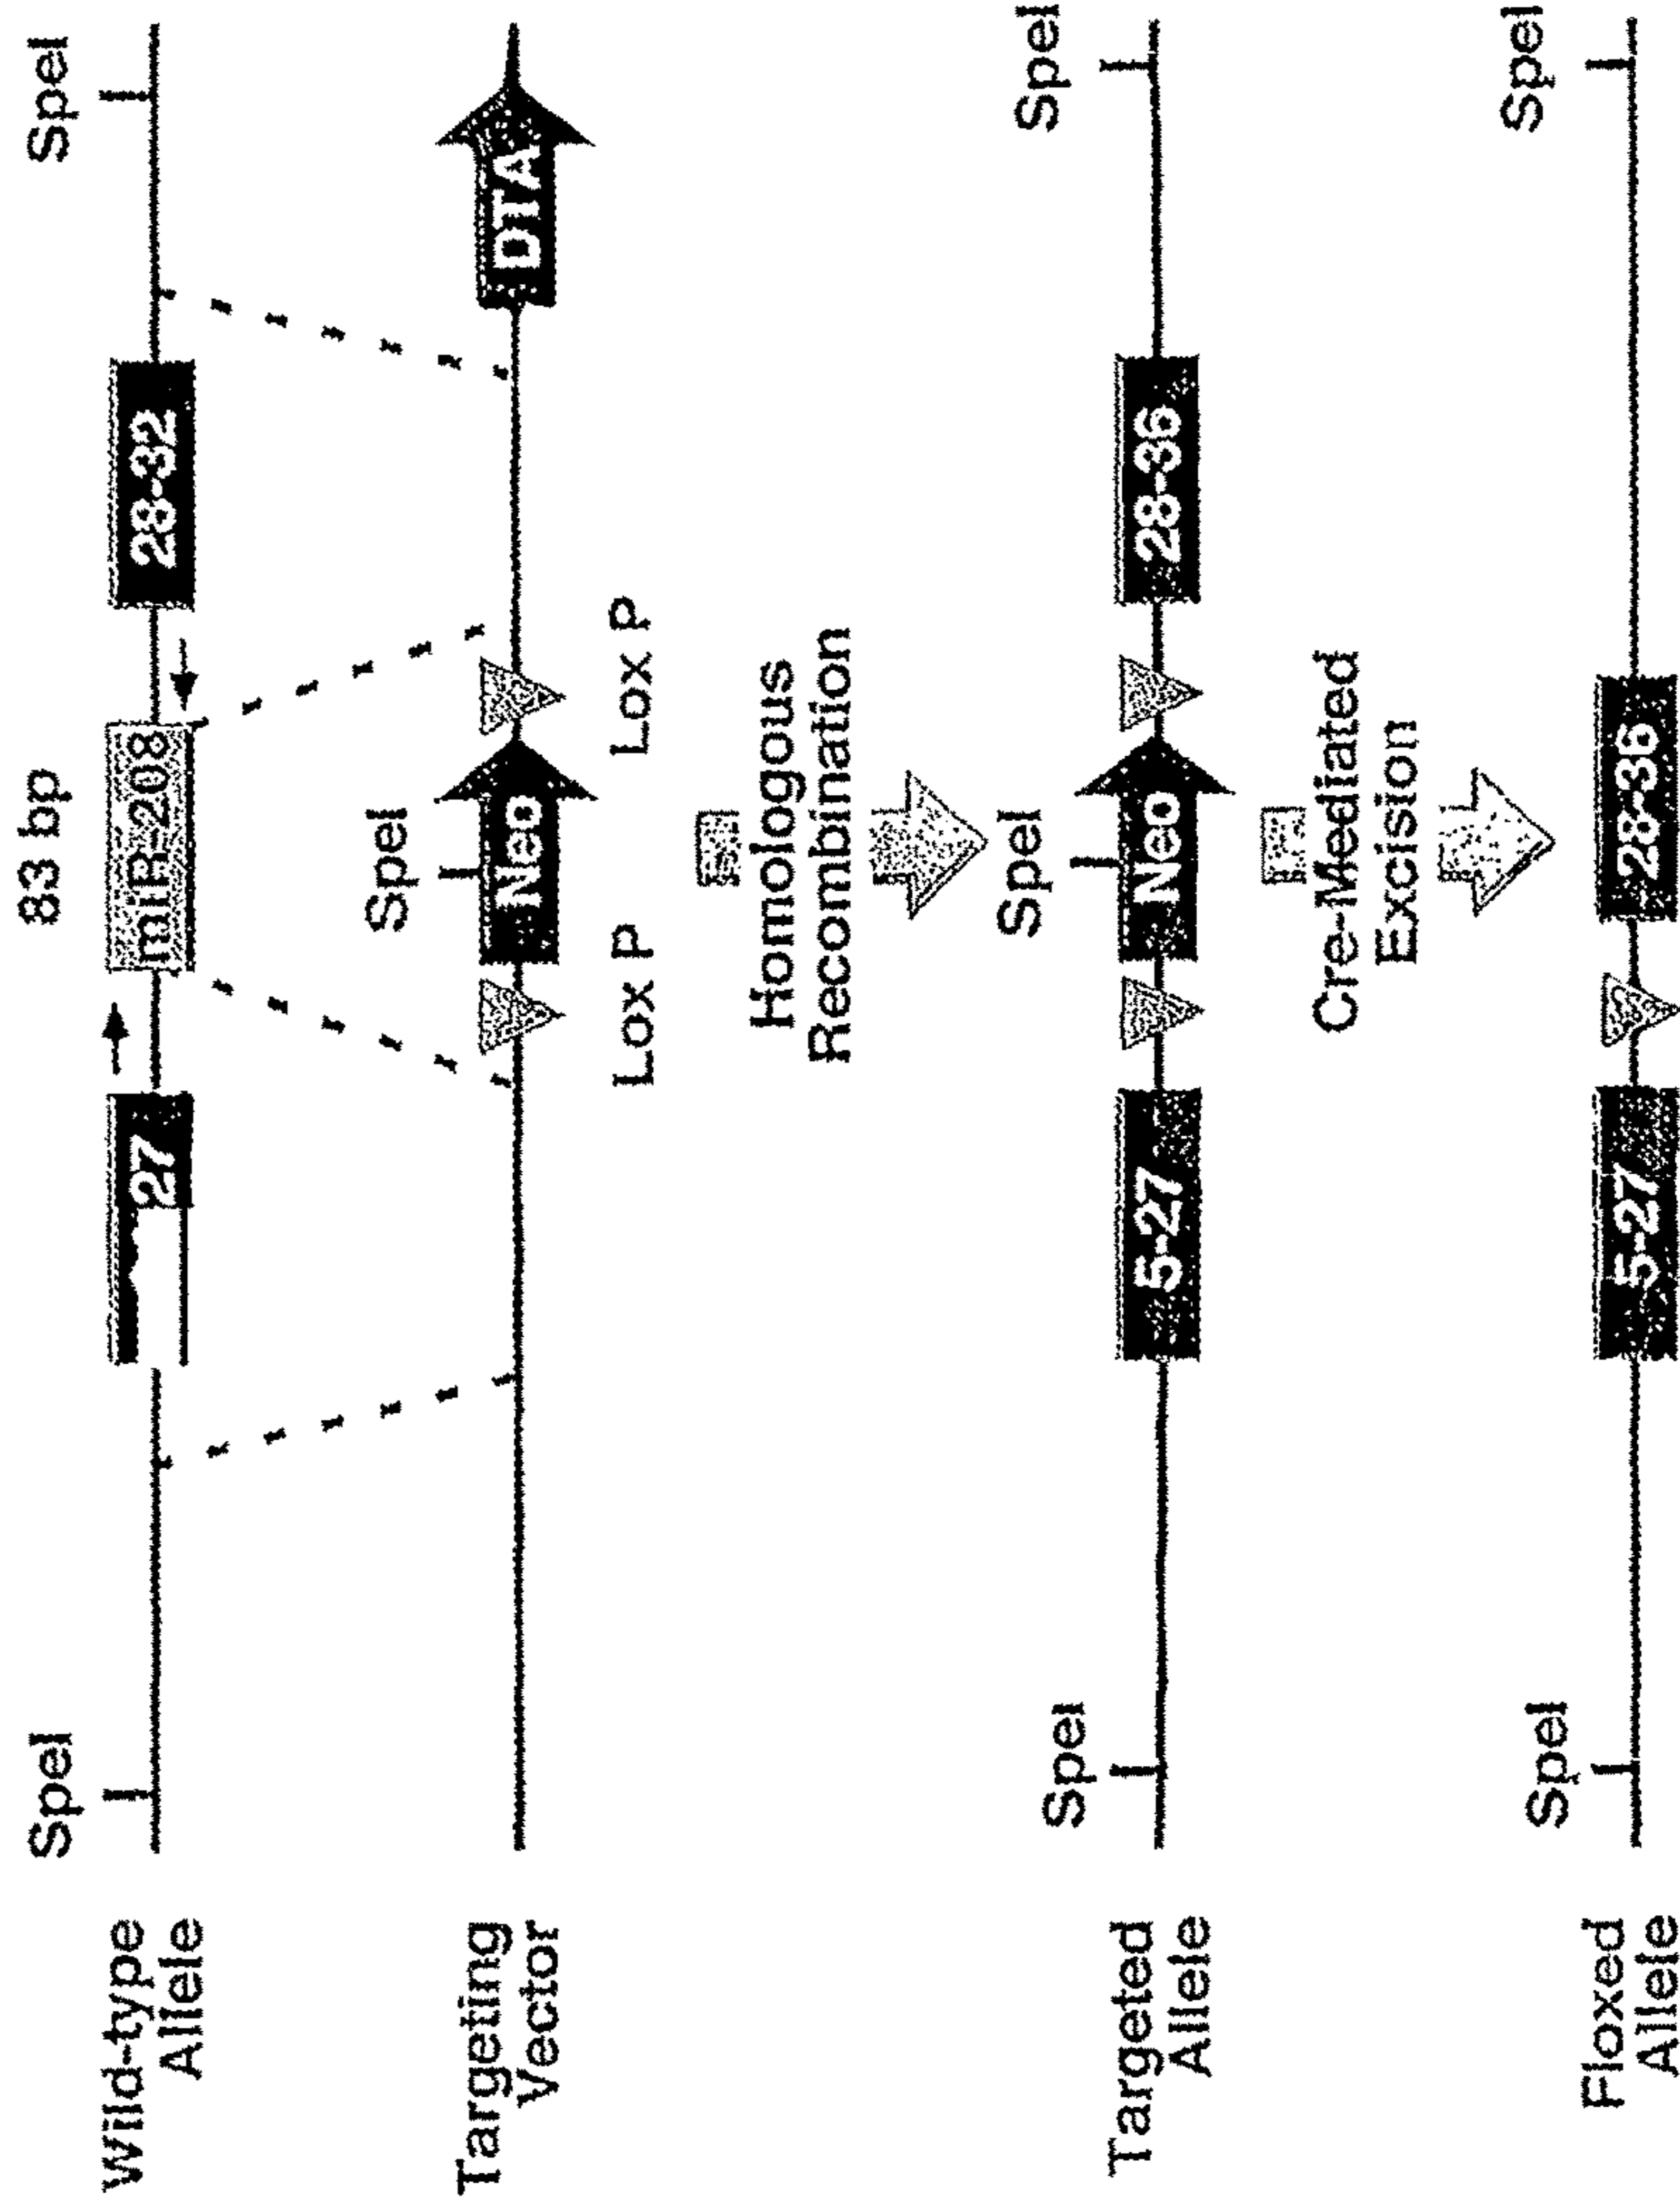 83 bp
SpeI
SpeI
Wild-type
Allele
27
miR-208
28-32
SpeI
Targeting
Vector
Neo
DTA
Lox P
Lox P
Homologous
Recombination
SpeI
SpeI
SpeI
Targeted
Allele
5-27
Neo
28-36
Cre-Mediated
Excision
SpeI
SpeI
Floxed
Allele
5-27
28-36